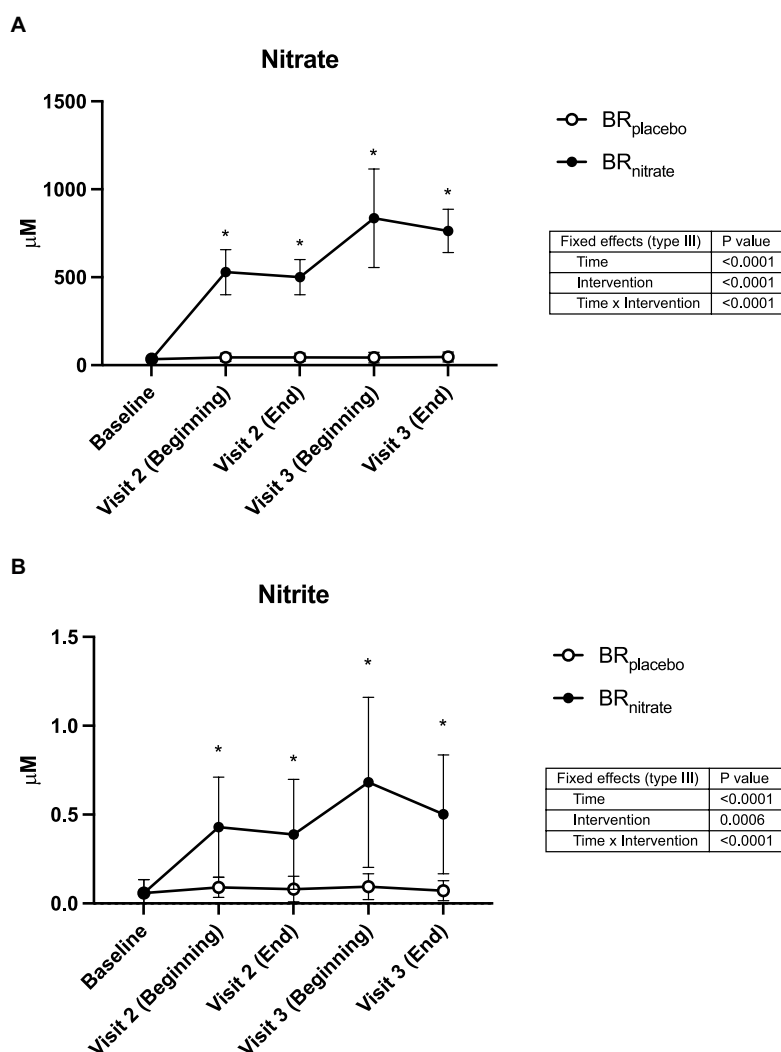 A
Nitrate
1500
1000
500
0
μM
*
*
*
*
Baseline
Visit 2 (Beginning)
Visit 2 (End)
Visit 3 (Beginning)
Visit 3 (End)
BRplacebo
BRnitrate
Fixed effects (type III) P value
Time <0.0001
Intervention <0.0001
Time x Intervention <0.0001
B
Nitrite
1.5
1.0
0.5
0.0
μM
*
*
*
*
Baseline
Visit 2 (Beginning)
Visit 2 (End)
Visit 3 (Beginning)
Visit 3 (End)
BRplacebo
BRnitrate
Fixed effects (type III) P value
Time <0.0001
Intervention 0.0006
Time x Intervention <0.0001